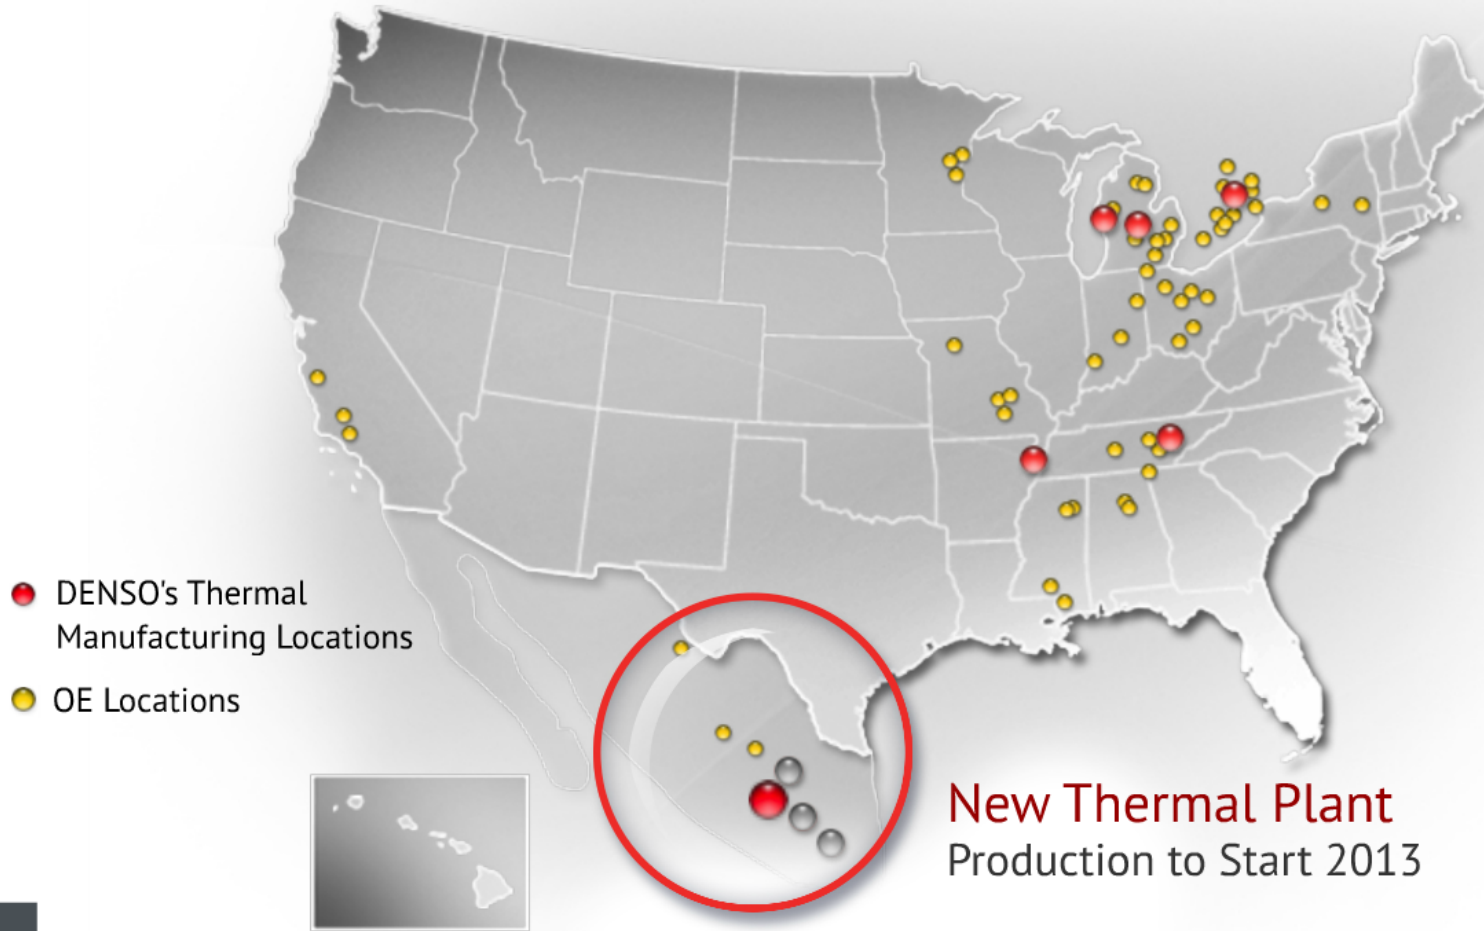 DENSO's Thermal
Manufacturing Locations
OE Locations
New Thermal Plant
Production to Start 2013